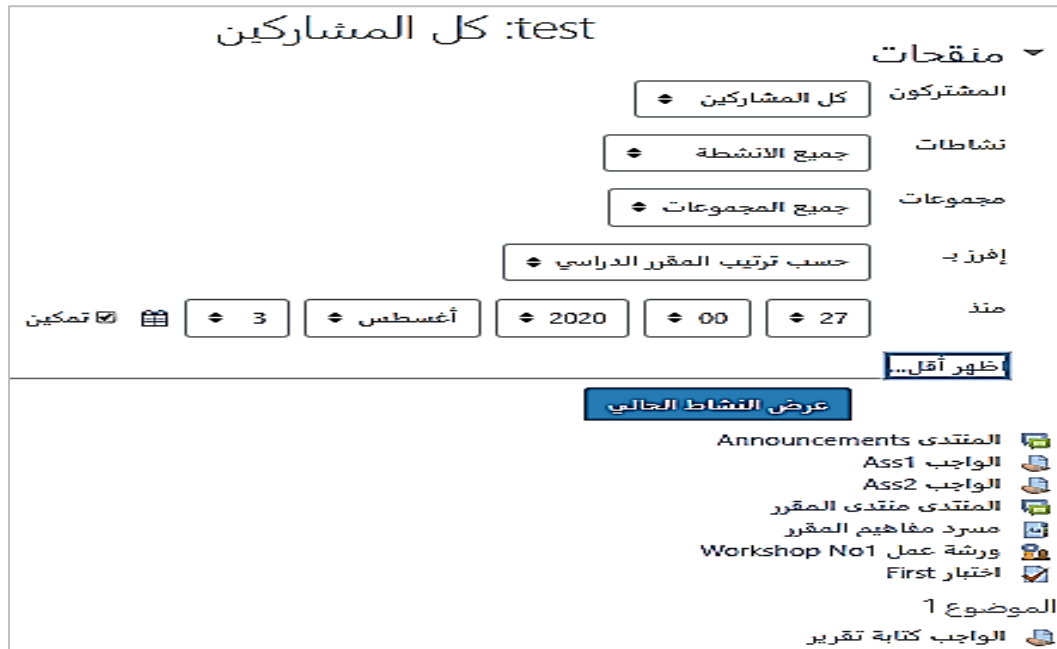 test: كل المشاركين
منقحات
المشتركون كل المشاركين
نشاطات جميع الانشطة
مجموعات جميع المجموعات
إفرز بـ حسب ترتيب المقرر الدراسي
منذ 27 00 2020 أغسطس 3 تمكين
اظهر أقل...
عرض النشاط الحالي
المنتدى Announcements
الواجب Ass1
الواجب Ass2
المنتدى منتدى المقرر
مسرد مفاهيم المقرر
ورشة عمل Workshop No1
اختبار First
الموضوع 1
الواجب كتابة تقرير